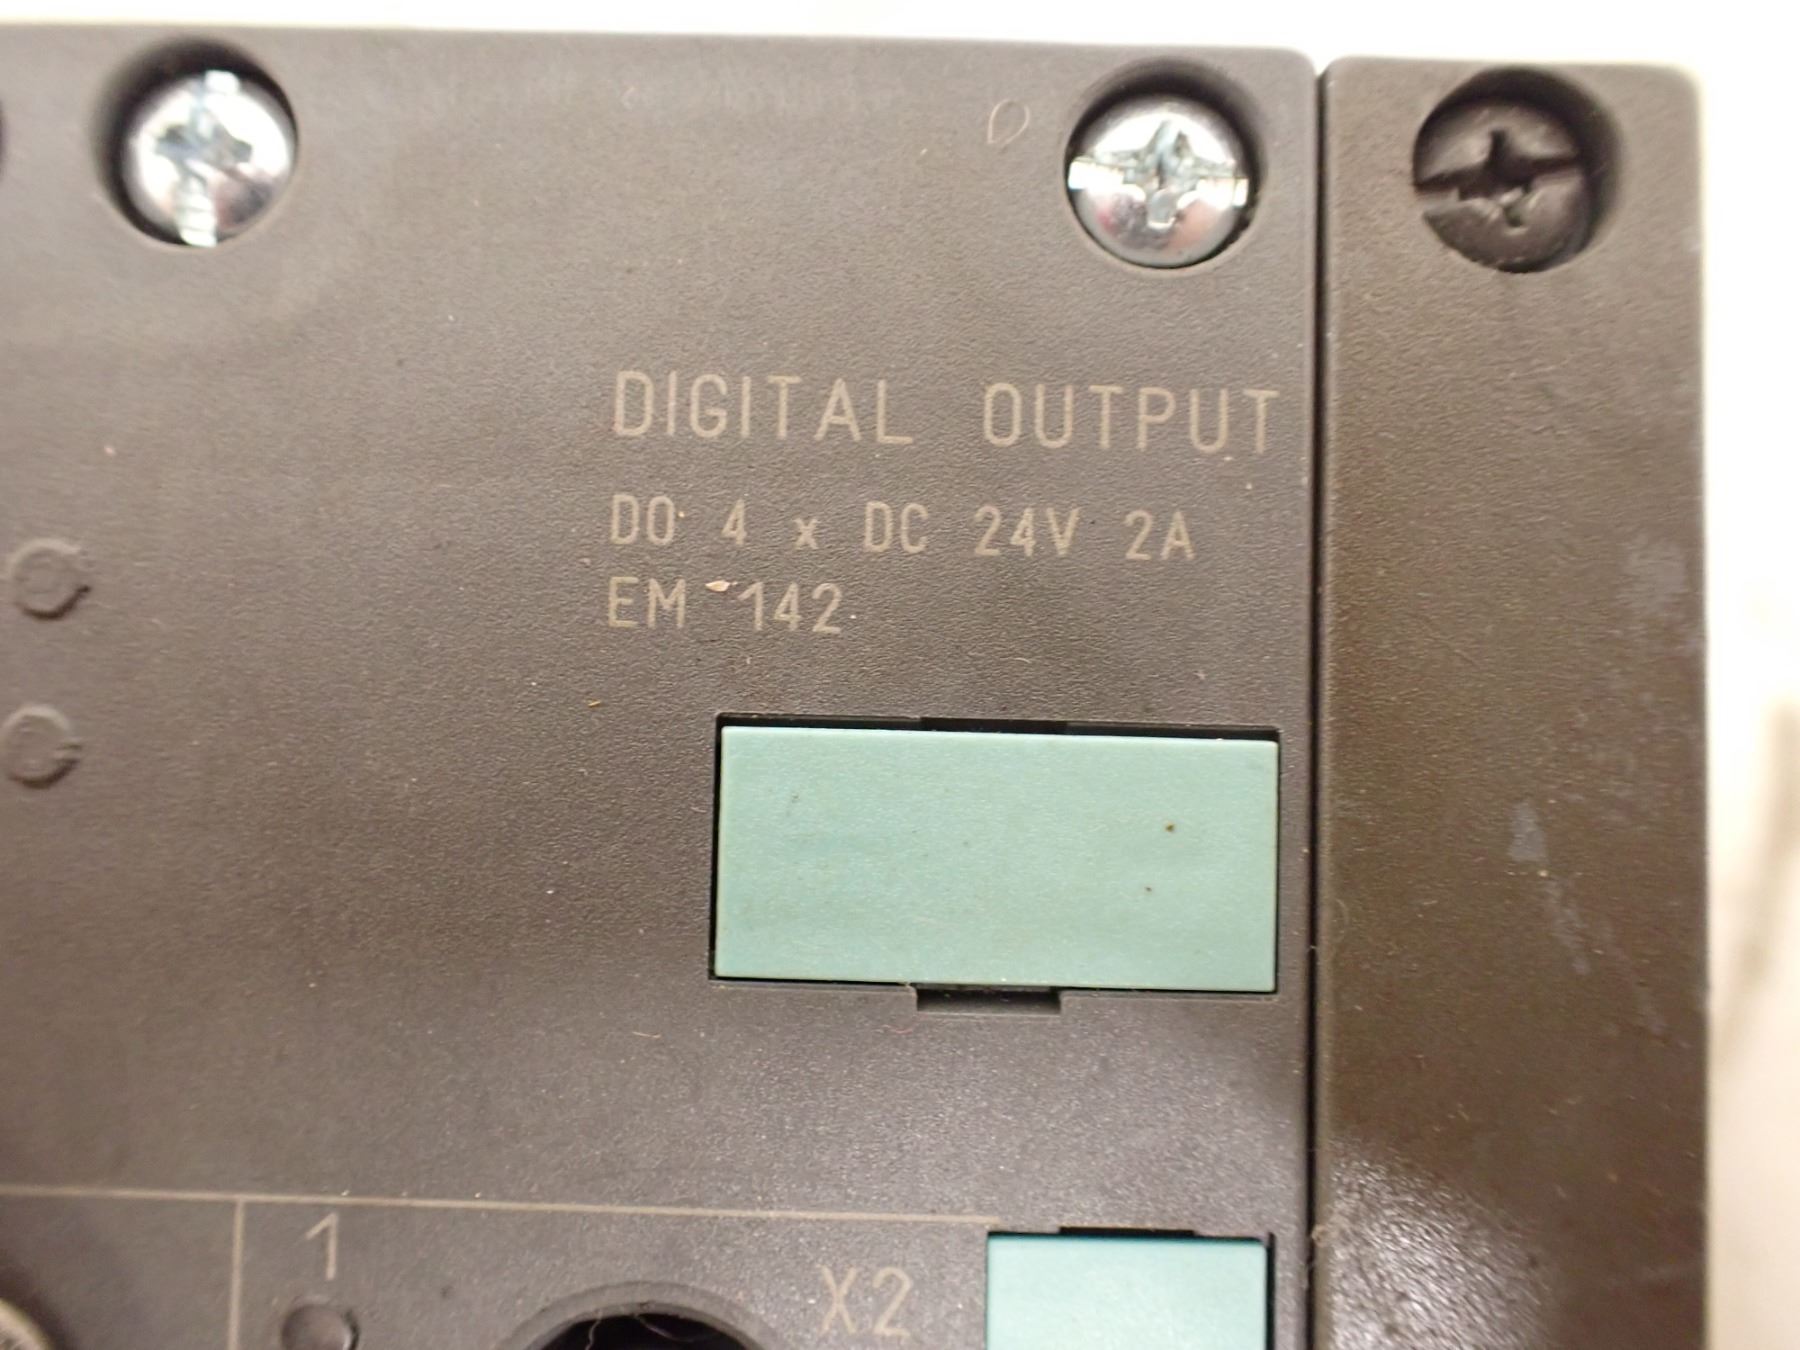 DIGITAL OUTPUT
DO 4 x DC 24V 2A
EM 142
1
X2